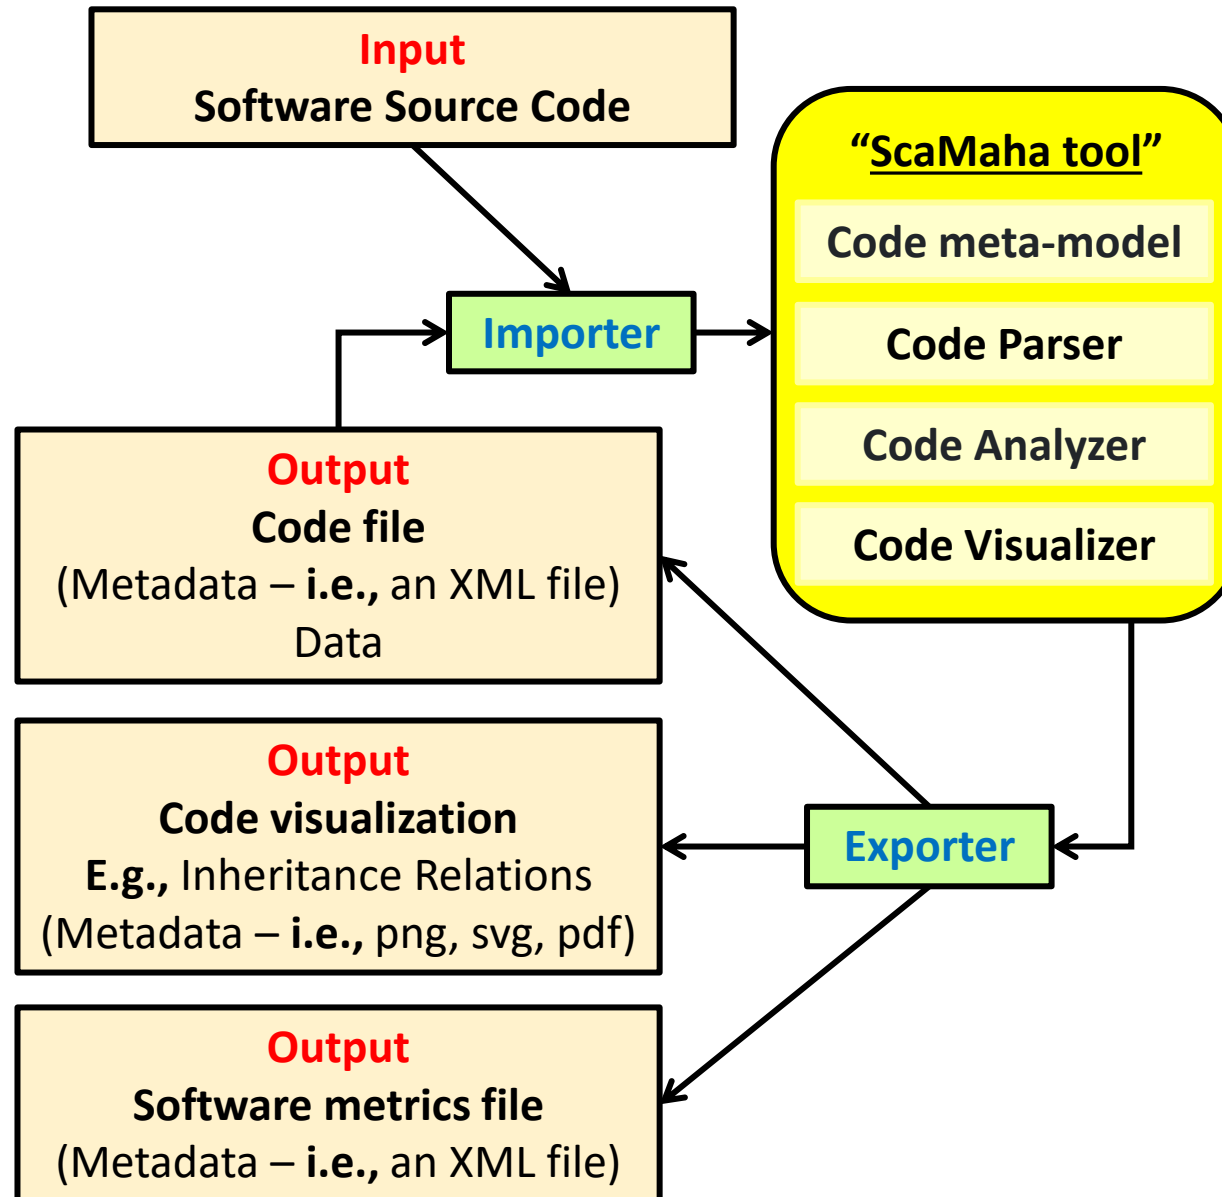 Input
Software Source Code
“ScaMaha tool”
Code meta-model
Code Parser
Code Analyzer
Code Visualizer
Importer
Output
Code file
(Metadata – i.e., an XML file)
Data
Output
Code visualization
E.g., Inheritance Relations
(Metadata – i.e., png, svg, pdf)
Exporter
Output
Software metrics file
(Metadata – i.e., an XML file)